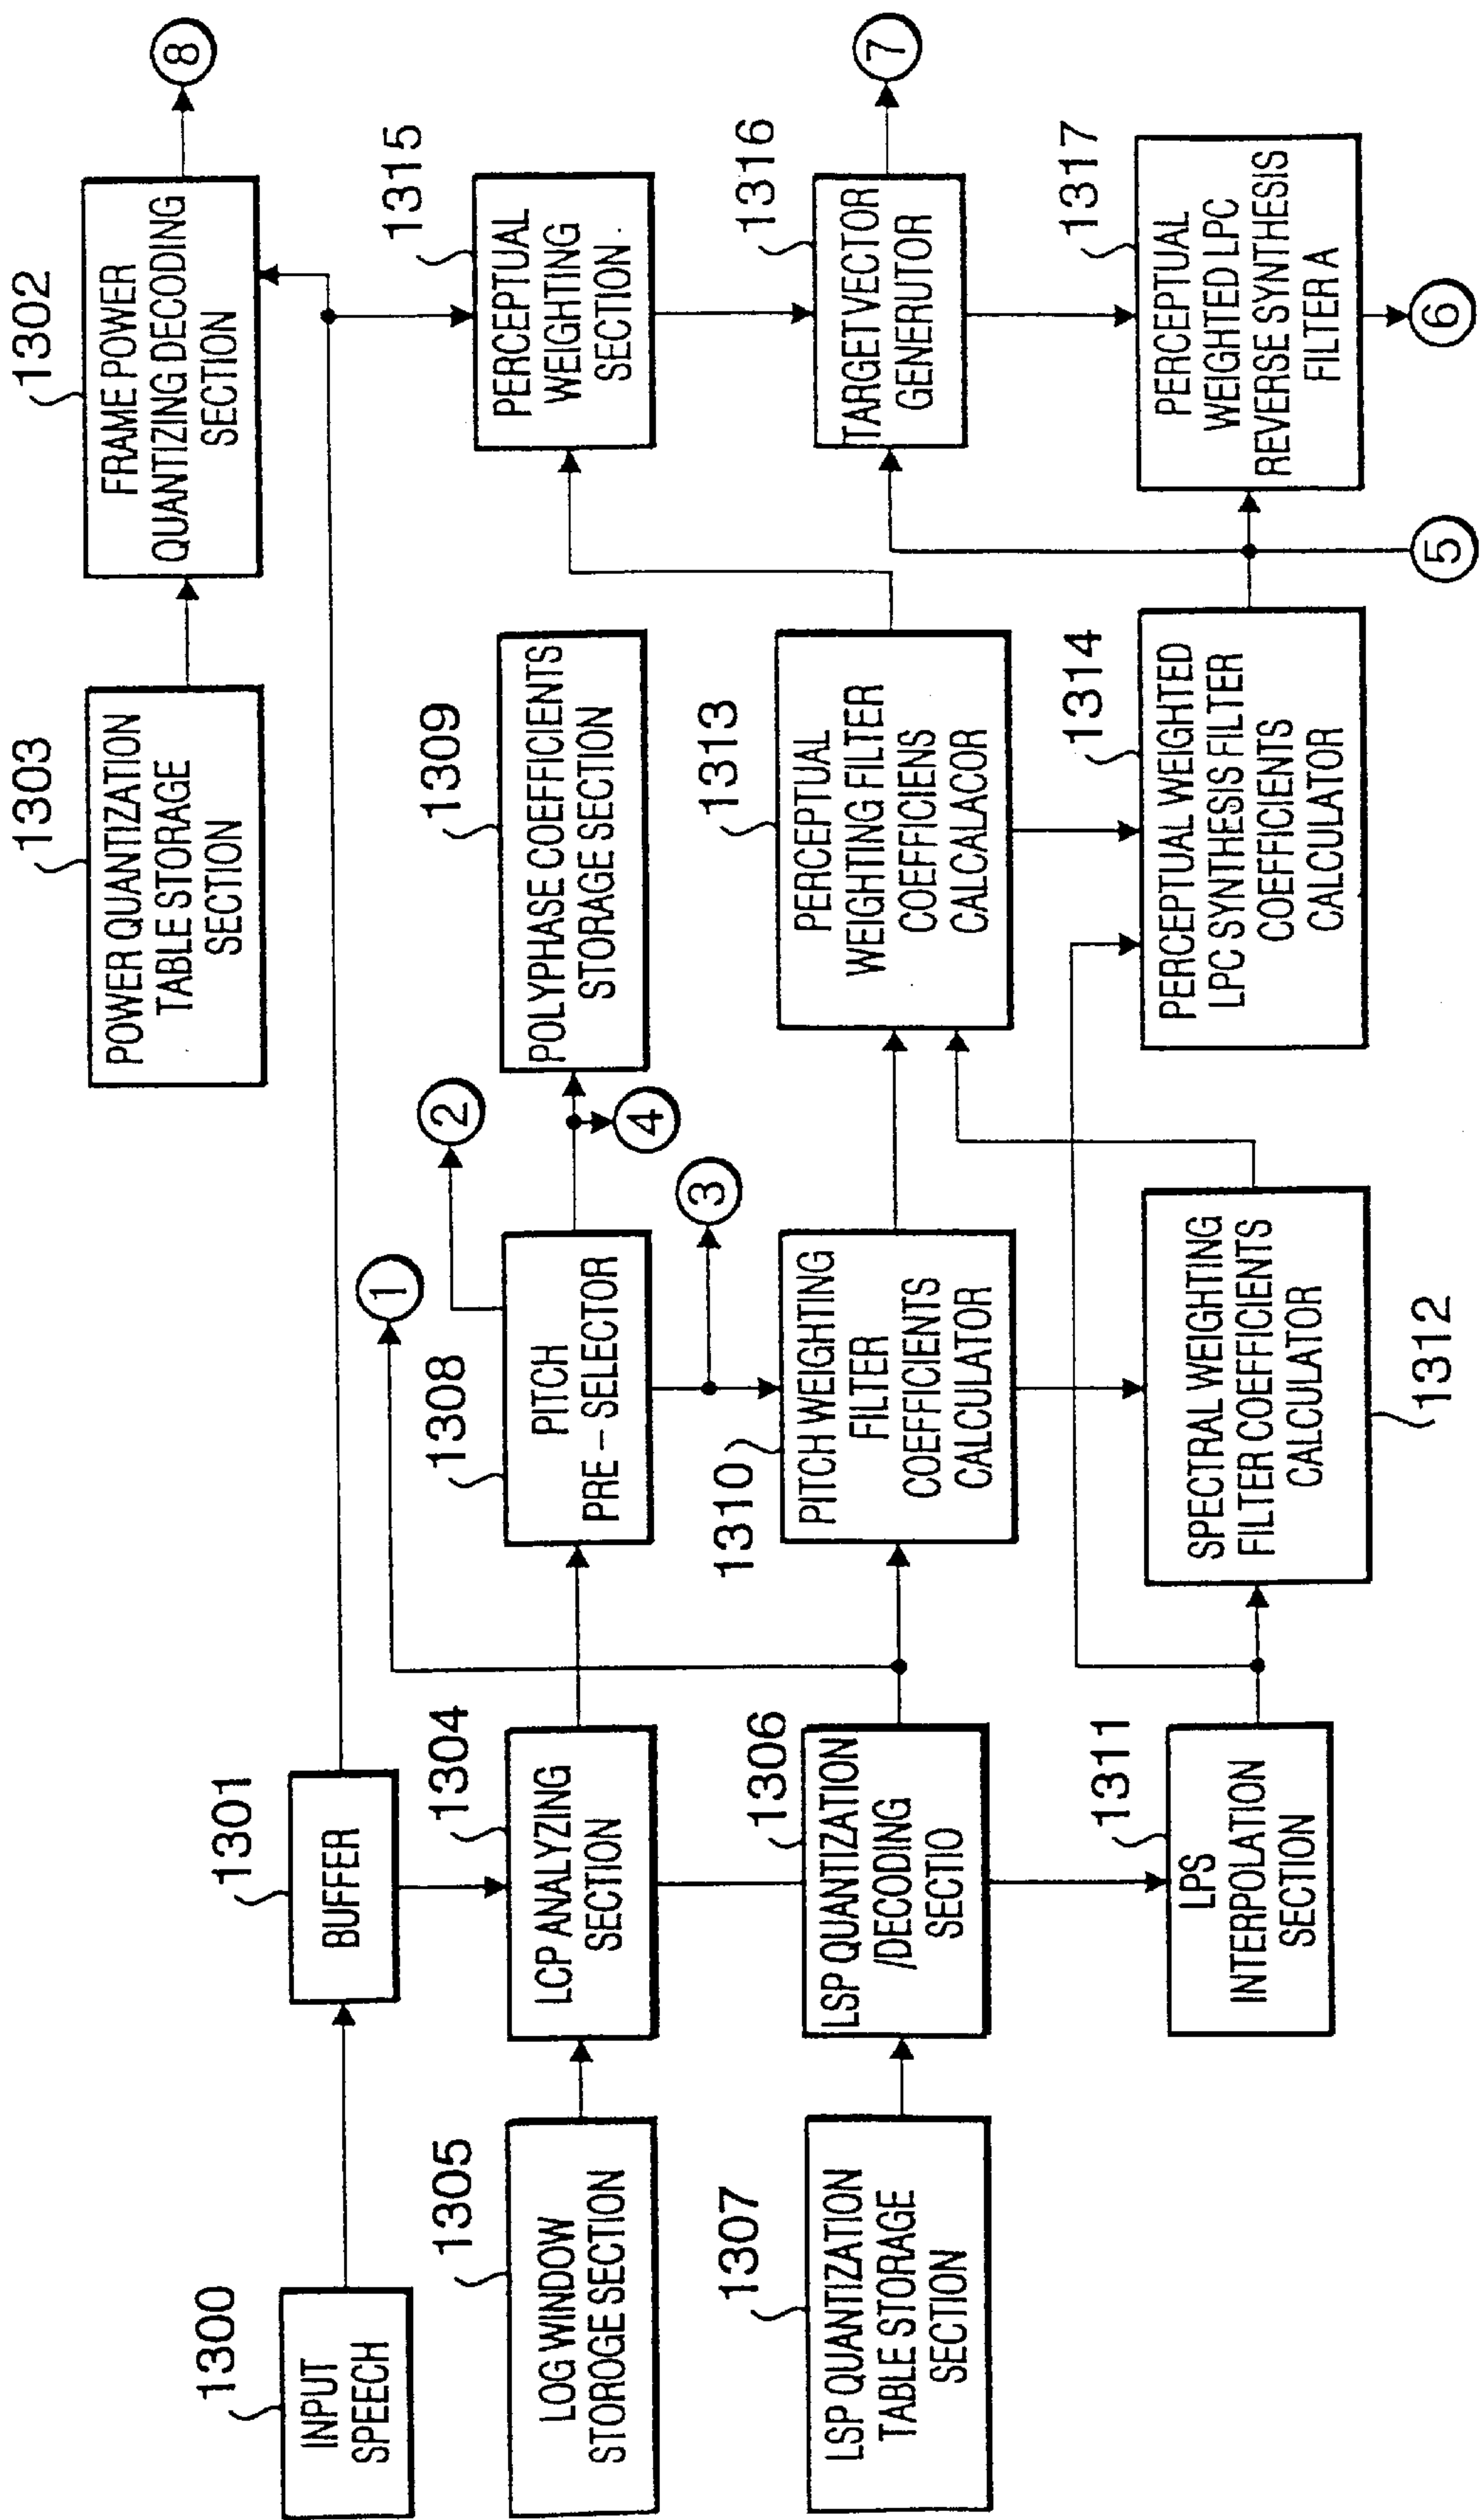 1300
INPUT
SPEECH
1301
BUFFER
1302
FRAME POWER
QUANTIZING DECODING
SECTION
8
1303
POWER QUANTIZATION
TABLE STORAGE
SECTION
1305
LOG WINDOW
STOROGE SECTION
1304
LCP ANALYZING
SECTION
1
1308
PITCH
PRE – SELECTOR
2
3
4
1309
POLYPHASE COEFFICIENTS
STORAGE SECTION
1315
PERCEPTUAL
WEIGHTING
SECTION
1307
LSP QUANTIZATION
TABLE STORAGE
SECTION
1306
LSP QUANTIZATION
/DECODING
SECTIO
1310
PITCH WEIGHTING
FILTER
COEFFICIENTS
CALCULATOR
1313
PERCEPTUAL
WEIGHTING FILTER
COEFFICIENS
CALCALACOR
1316
TARGET VECTOR
GENERUTOR
7
1311
LPS
INTERPOLATION
SECTION
SPECTRAL WEIGHTING
FILTER COEFFICIENTS
CALCULATOR
1312
1314
PERCEPTUAL WEIGHTED
LPC SYNTHESIS FILTER
COEFFICIENTS
CALCULATOR
5
1317
PERCEPTUAL
WEIGHTED LPC
REVERSE SYNTHESIS
FILTER A
6